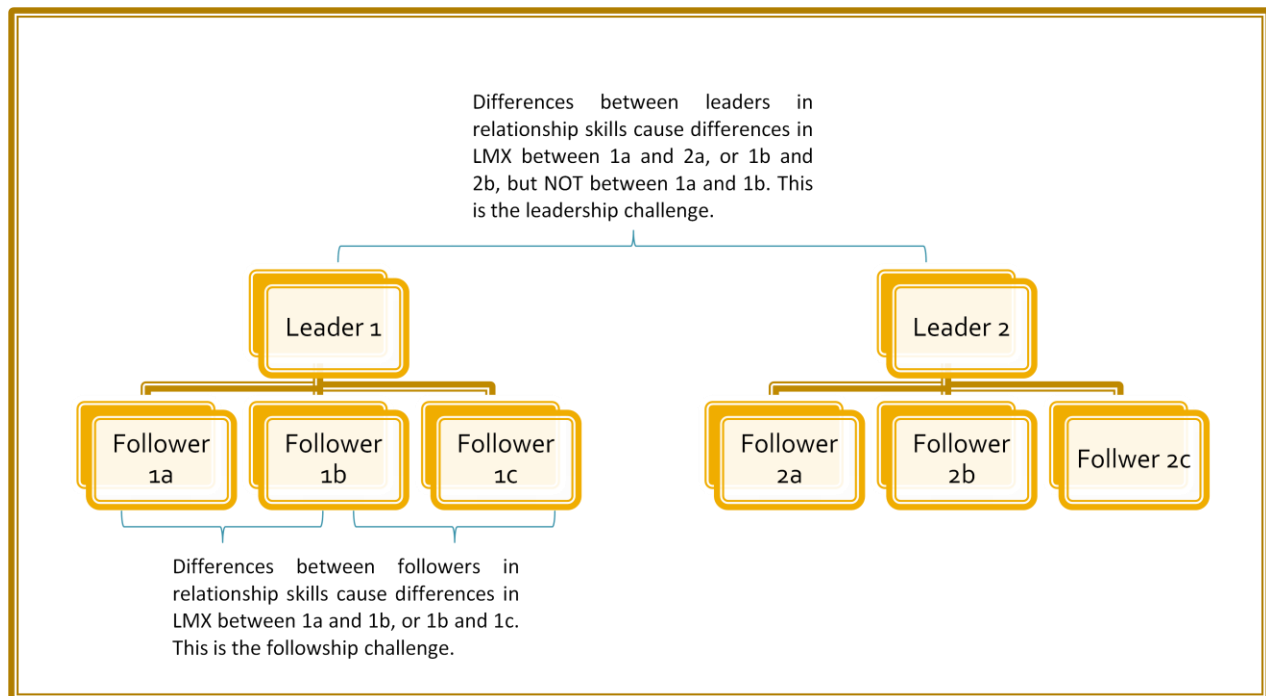 Differences between leaders in
relationship skills cause differences in
LMX between 1a and 2a, or 1b and
2b, but NOT between 1a and 1b. This
is the leadership challenge.
Leader 1
Leader 2
Follower
1a
Follower
1b
Follower
1c
Follower
2a
Follower
2b
Follwer 2c
Differences between followers in
relationship skills cause differences in
LMX between 1a and 1b, or 1b and 1c.
This is the followship challenge.